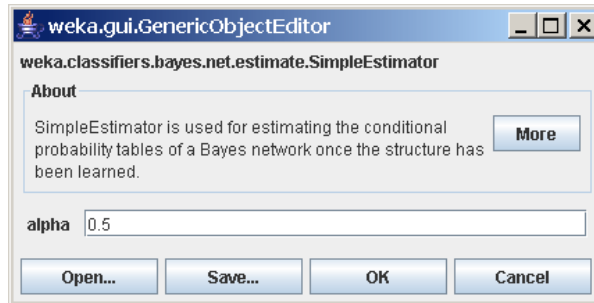 weka.gui.GenericObjectEditor
weka.classifiers.bayes.net.estimate.SimpleEstimator
About
SimpleEstimator is used for estimating the conditional
probability tables of a Bayes network once the structure has
been learned.
More
alpha 0.5
Open... Save... OK Cancel